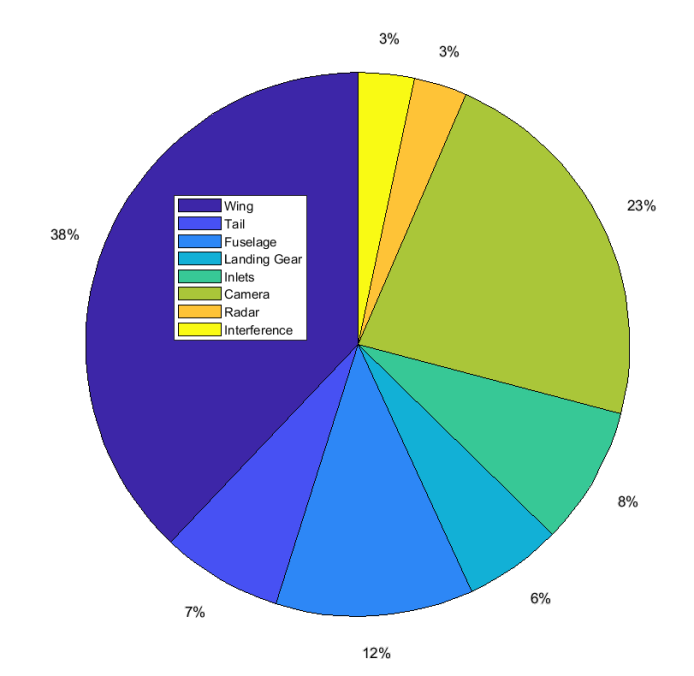 3%
3%
23%
38%
Wing
Tail
Fuselage
Landing Gear
Inlets
Camera
Radar
Interference
8%
6%
7%
12%